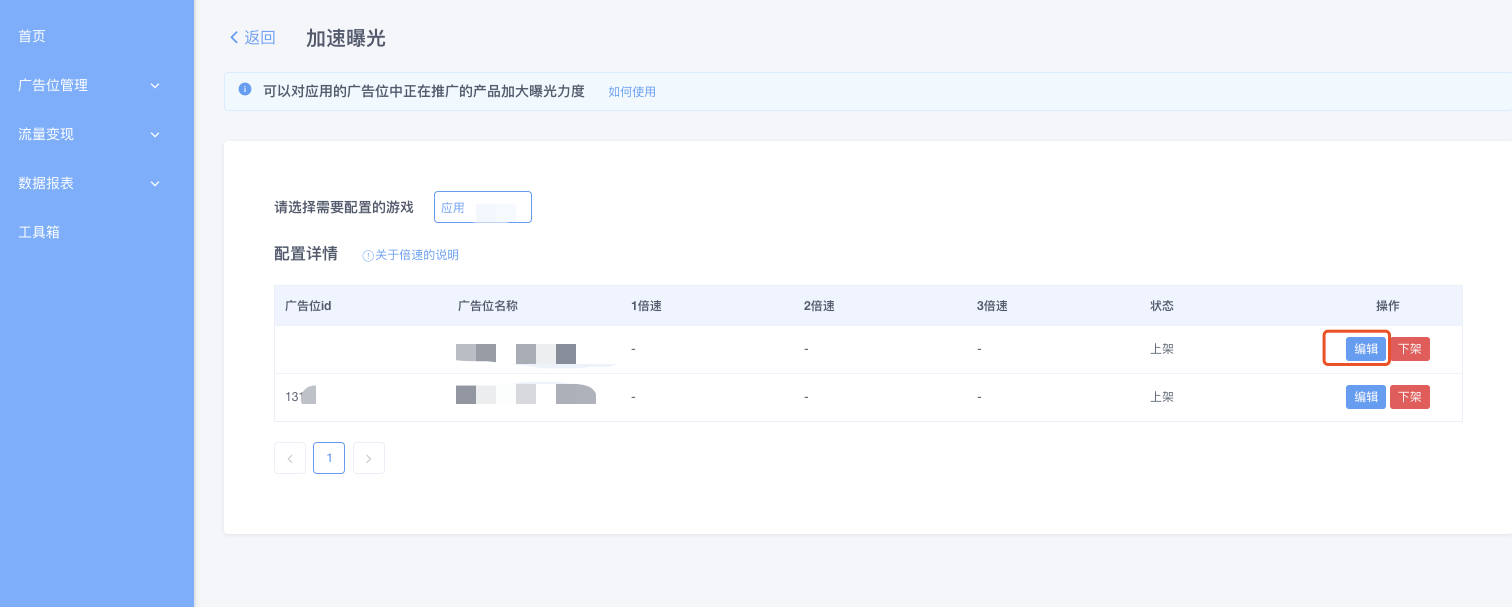 首页
广告位管理
流量变现
数据报表
工具箱
返回 加速曝光
可以对应用的广告位中正在推广的产品加大曝光力度 如何使用
请选择需要配置的游戏 应用
配置详情 关于倍速的说明
广告位id 广告位名称 1倍速 2倍速 3倍速 状态 操作
- - - 上架 编辑 下架
131 - - - 上架 编辑 下架
1